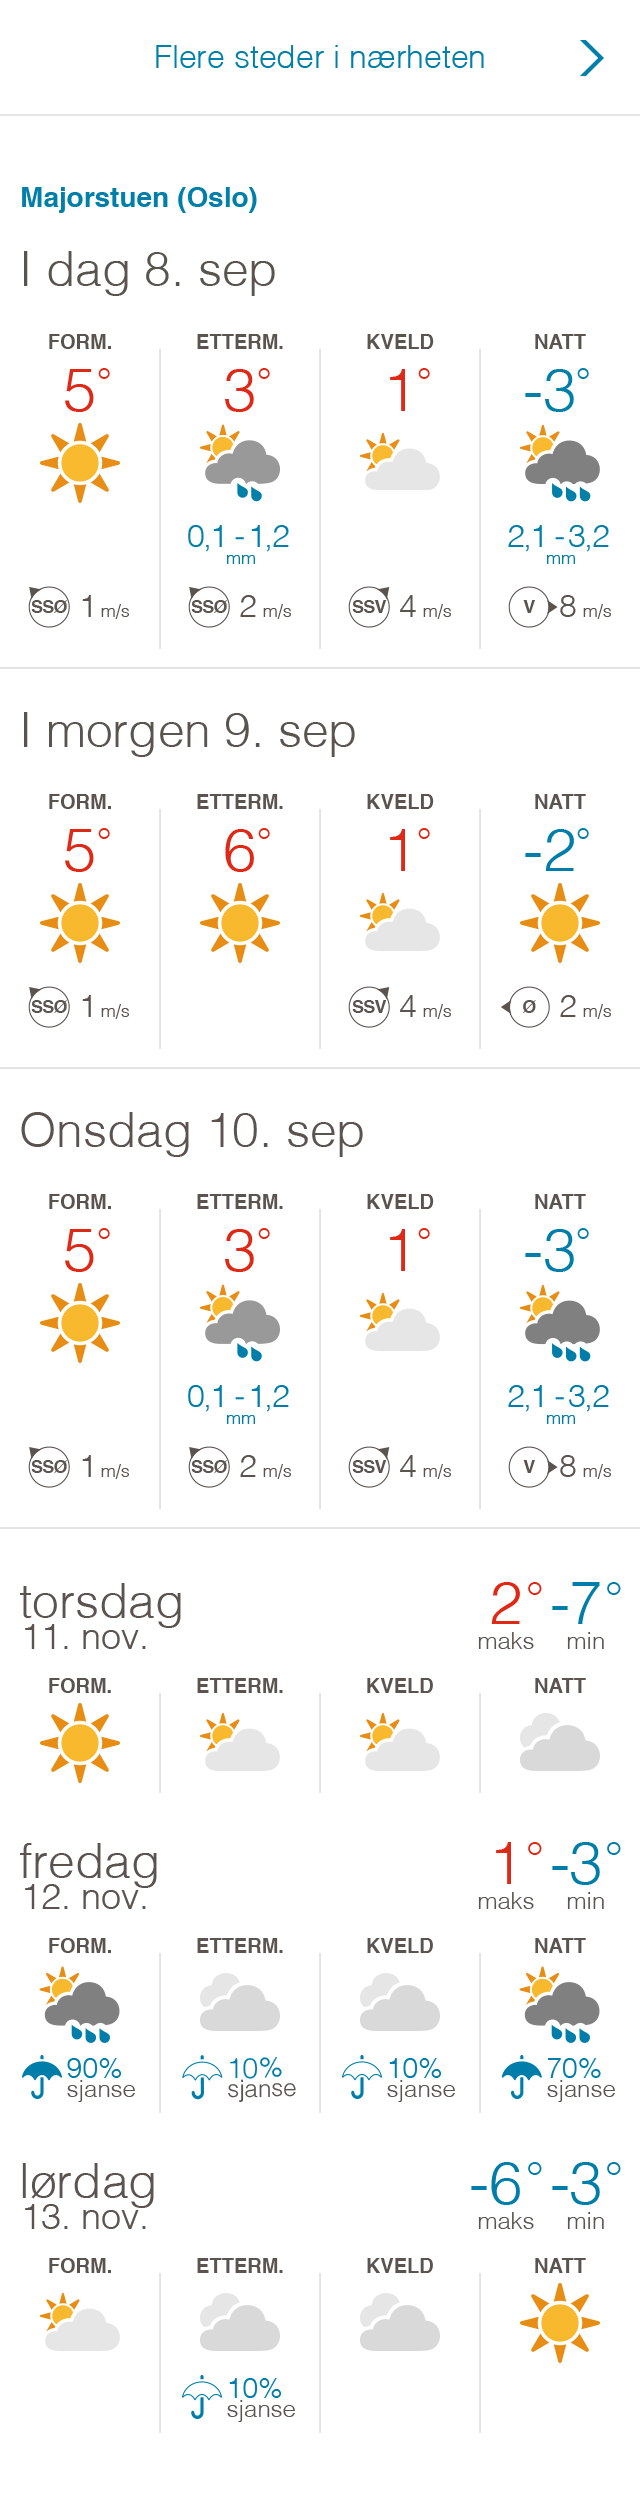 Flere steder i nærheten
Majorstuen (Oslo)
I dag 8. sep
FORM. ETTERM. KVELD NATT
5° 3° 1° -3°
0,1 - 1,2 2,1 - 3,2
mm mm
SSØ 1 m/s SSØ 2 m/s SSV 4 m/s V 8 m/s
I morgen 9. sep
FORM. ETTERM. KVELD NATT
5° 6° 1° -2°
SSØ 1 m/s SSV 4 m/s Ø 2 m/s
Onsdag 10. sep
FORM. ETTERM. KVELD NATT
5° 3° 1° -3°
0,1 - 1,2 2,1 - 3,2
mm mm
SSØ 1 m/s SSØ 2 m/s SSV 4 m/s V 8 m/s
torsdag 2° -7°
11. nov. maks min
FORM. ETTERM. KVELD NATT
fredag 1° -3°
12. nov. maks min
FORM. ETTERM. KVELD NATT
90% 10% 10% 70%
sjanse sjanse sjanse sjanse
lørdag -6° -3°
13. nov. maks min
FORM. ETTERM. KVELD NATT
10%
sjanse